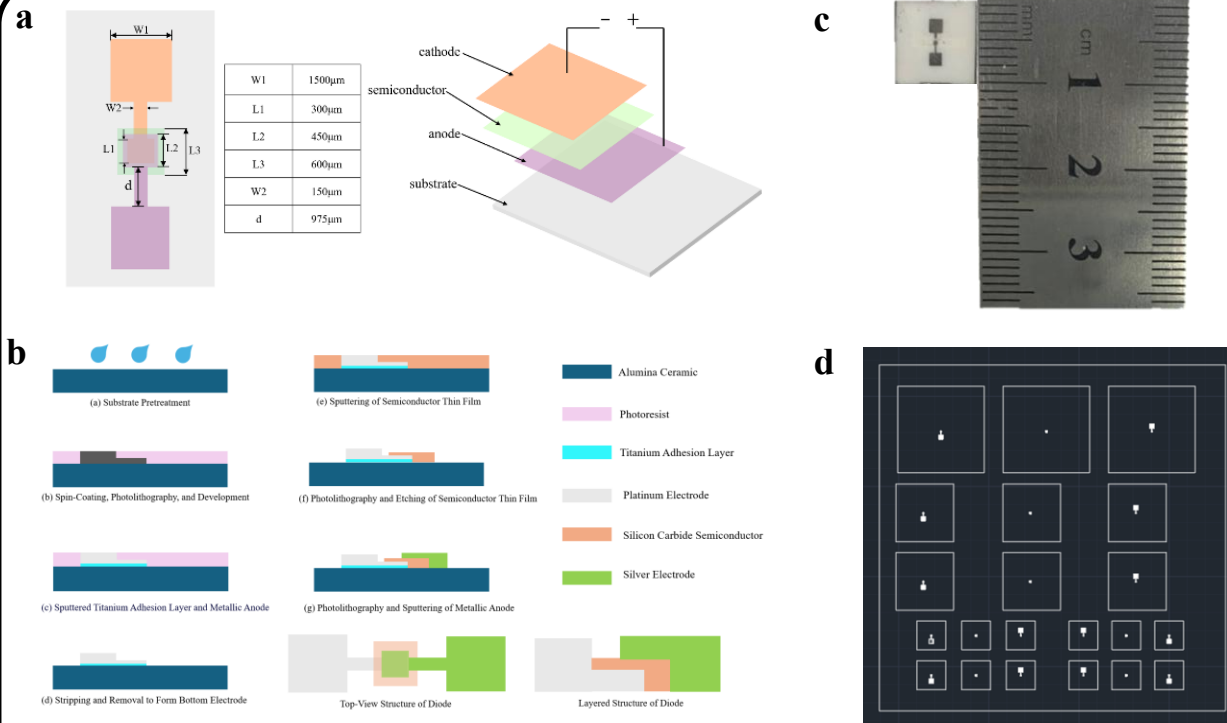 a
W1
W2
L1
L2
L3
d
W1 1500μm
L1 300μm
L2 450μm
L3 600μm
W2 150μm
d 975μm
− +
cathode
semiconductor
anode
substrate
c
mm
cm
1
2
3
b
(a) Substrate Pretreatment
(b) Spin-Coating, Photolithography, and Development
(c) Sputtered Titanium Adhesion Layer and Metallic Anode
(d) Stripping and Removal to Form Bottom Electrode
(e) Sputtering of Semiconductor Thin Film
(f) Photolithography and Etching of Semiconductor Thin Film
(g) Photolithography and Sputtering of Metallic Anode
Top-View Structure of Diode
Layered Structure of Diode
Alumina Ceramic
Photoresist
Titanium Adhesion Layer
Platinum Electrode
Silicon Carbide Semiconductor
Silver Electrode
d